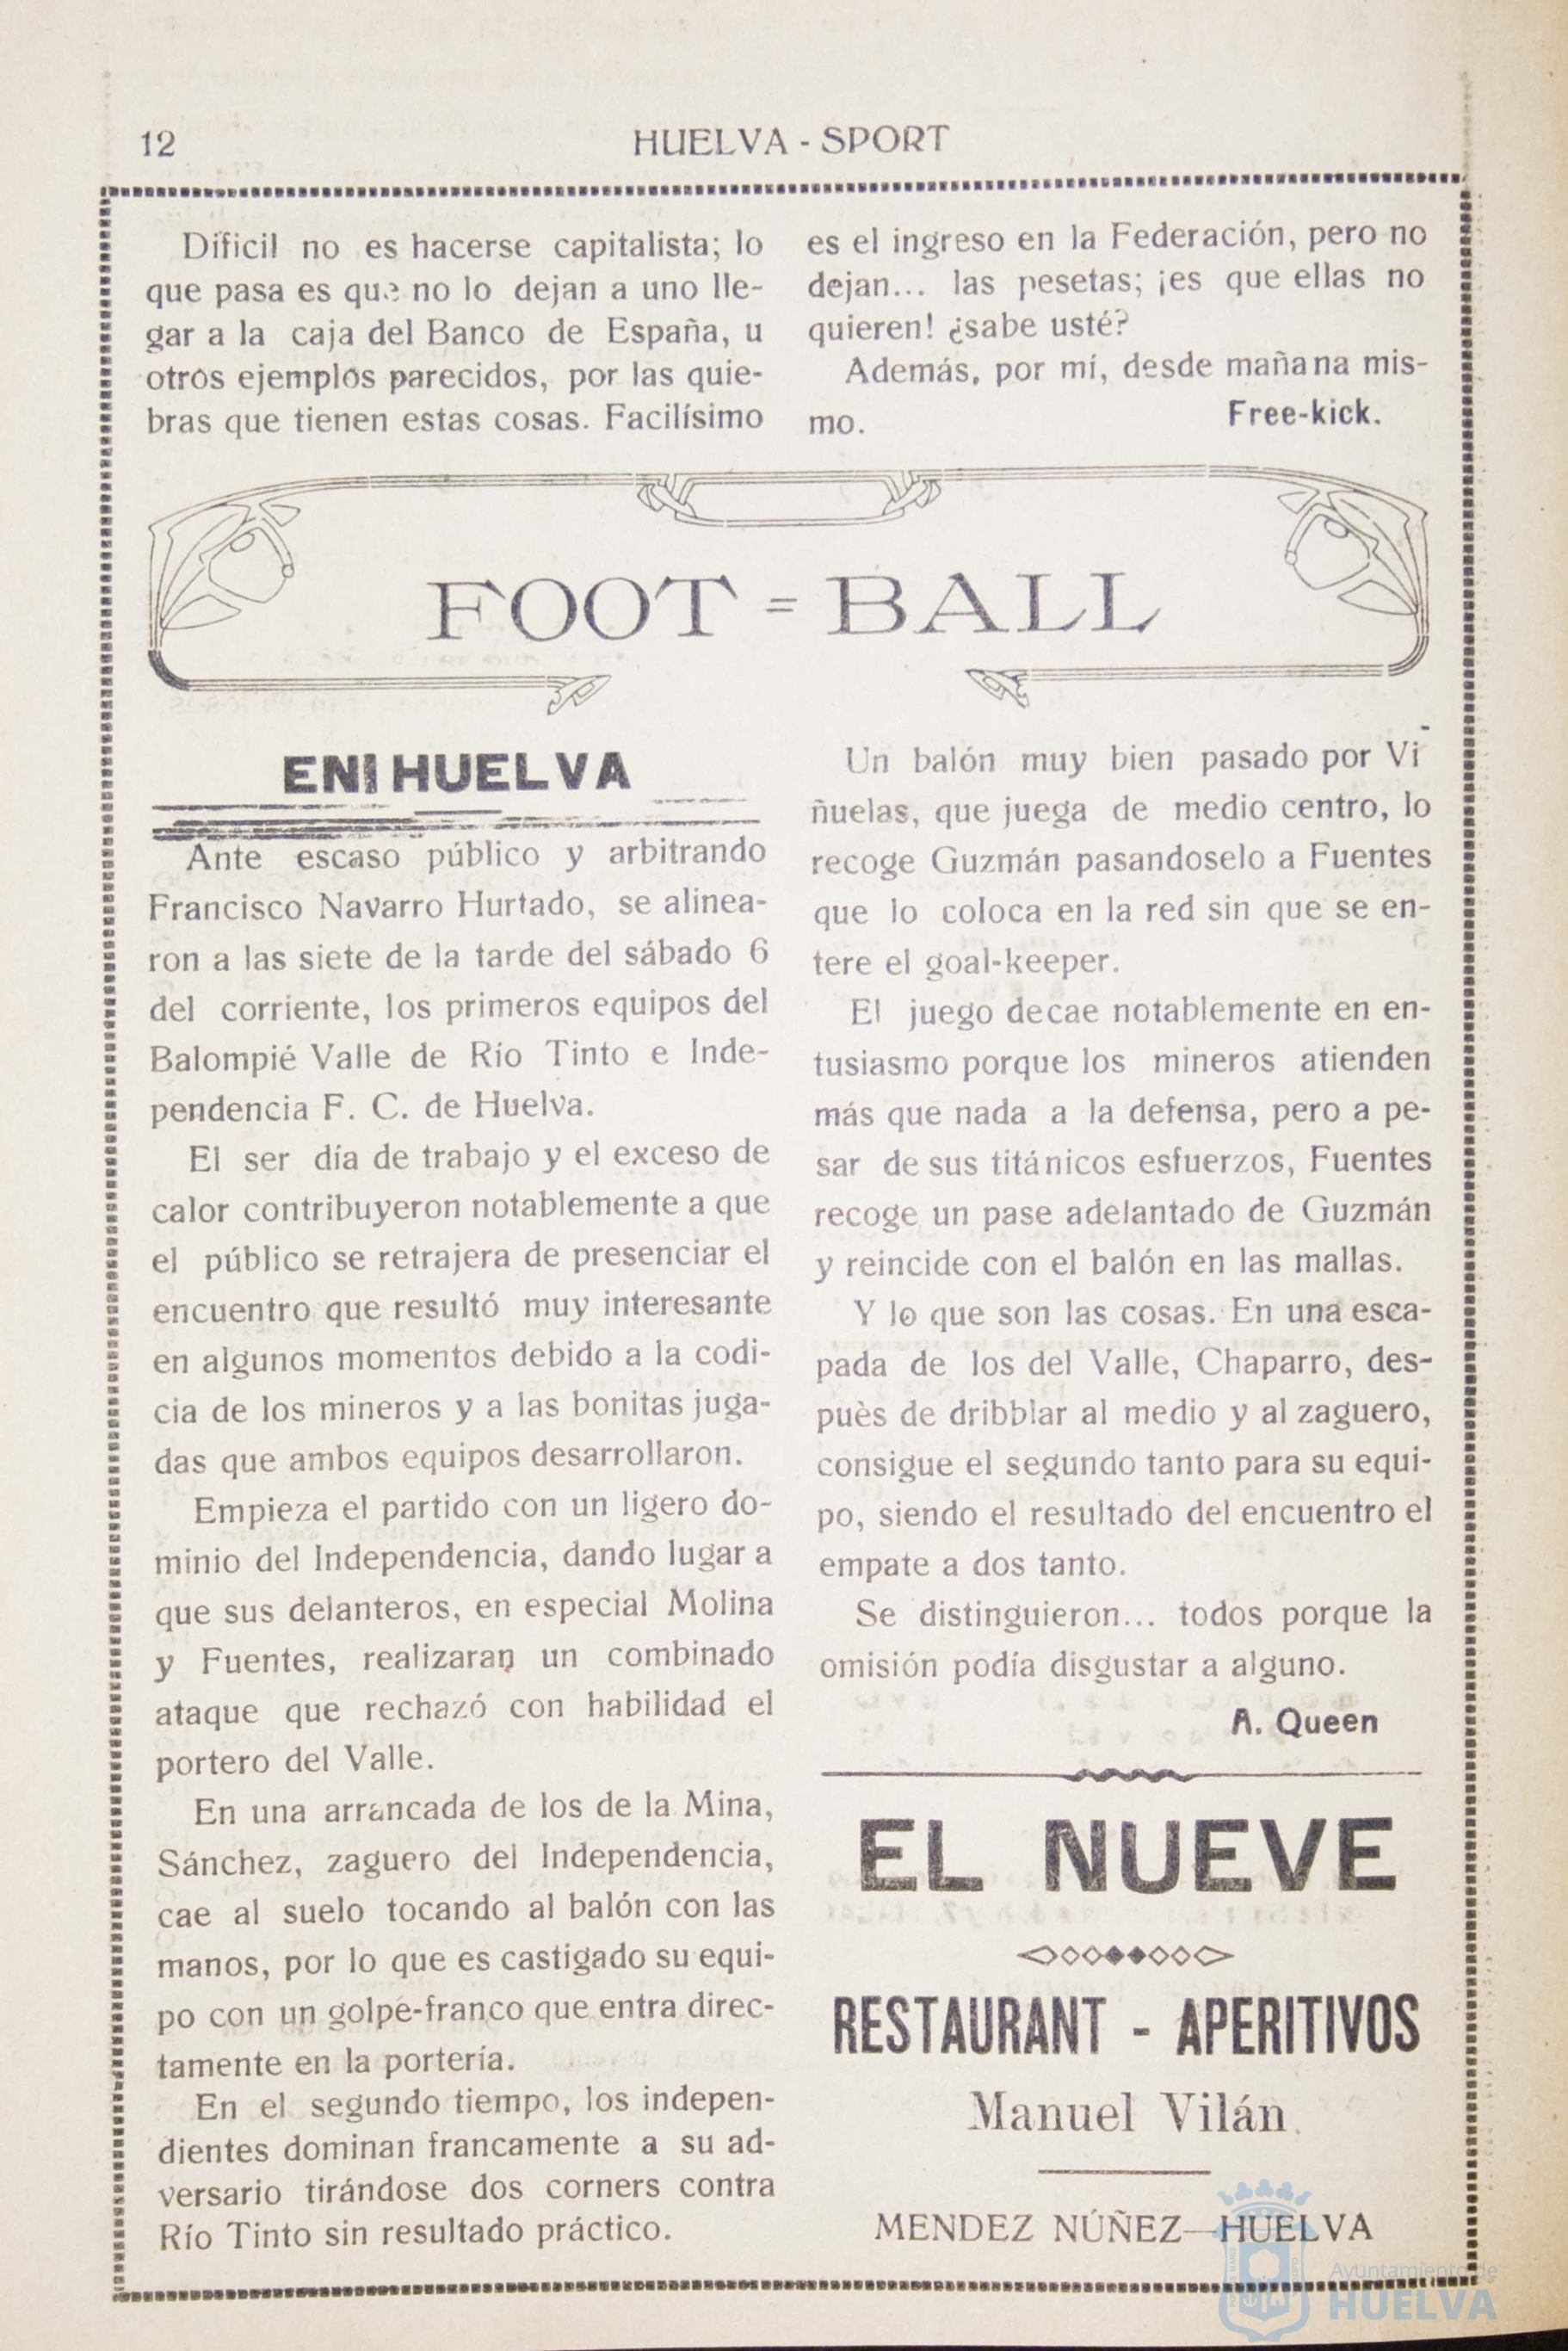 12
HUELVA - SPORT
Dificil no es hacerse capitalista; lo
que pasa es que no lo dejan a uno lle-
gar a la caja del Banco de España, u
otros ejemplos parecidos, por las quie-
bras que tienen estas cosas. Facilísimo
es el ingreso en la Federación, pero no
dejan... las pesetas; ¡es que ellas no
quieren! ¿sabe usté?
Además, por mí, desde mañana mis-
mo.
Free-kick.
FOOT = BALL
EN HUELVA
Ante escaso público y arbitrando
Francisco Navarro Hurtado, se alinea-
ron a las siete de la tarde del sábado 6
del corriente, los primeros equipos del
Balompié Valle de Río Tinto e Inde-
pendencia F. C. de Huelva.
El ser día de trabajo y el exceso de
calor contribuyeron notablemente a que
el público se retrajera de presenciar el
encuentro que resultó muy interesante
en algunos momentos debido a la codi-
cia de los mineros y a las bonitas juga-
das que ambos equipos desarrollaron.
Empieza el partido con un ligero do-
minio del Independencia, dando lugar a
que sus delanteros, en especial Molina
y Fuentes, realizaran un combinado
ataque que rechazó con habilidad el
portero del Valle.
En una arrancada de los de la Mina,
Sánchez, zaguero del Independencia,
cae al suelo tocando al balón con las
manos, por lo que es castigado su equi-
po con un golpe-franco que entra direc-
tamente en la portería.
En el segundo tiempo, los indepen-
dientes dominan francamente a su ad-
versario tirándose dos corners contra
Río Tinto sin resultado práctico.
Un balón muy bien pasado por Vi-
ñuelas, que juega de medio centro, lo
recoge Guzmán pasandoselo a Fuentes
que lo coloca en la red sin que se en-
tere el goal-keeper.
El juego decae notablemente en en-
tusiasmo porque los mineros atienden
más que nada a la defensa, pero a pe-
sar de sus titánicos esfuerzos, Fuentes
recoge un pase adelantado de Guzmán
y reincide con el balón en las mallas.
Y lo que son las cosas. En una esca-
pada de los del Valle, Chaparro, des-
puès de dribblar al medio y al zaguero,
consigue el segundo tanto para su equi-
po, siendo el resultado del encuentro el
empate a dos tanto.
Se distinguieron... todos porque la
omisión podía disgustar a alguno.
A. Queen
EL NUEVE
RESTAURANT - APERITIVOS
Manuel Vilán
MENDEZ NÚÑEZ—HUELVA
Ayuntamiento de
HUELVA